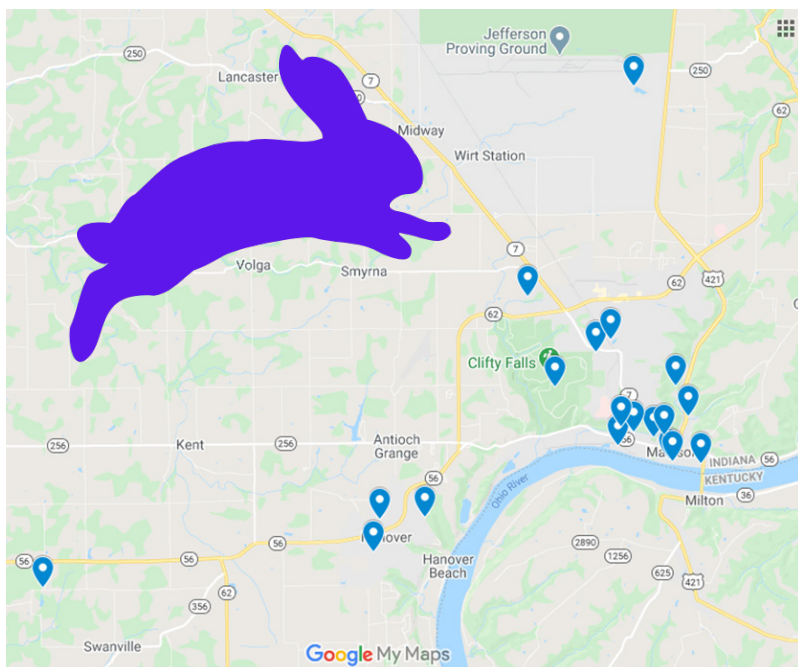 Jefferson
Proving Ground
250
250
Lancaster
7
62
Midway
Wirt Station
7
Volga
Smyrna
421
62
62
Clifty Falls
7
256
Kent
256
Antioch
Grange
56
56
INDIANA
KENTUCKY
56
Ohio River
Milton
36
Hanover
Beach
2890
1256
56
56
56
625
421
356
62
Swanville
Google My Maps